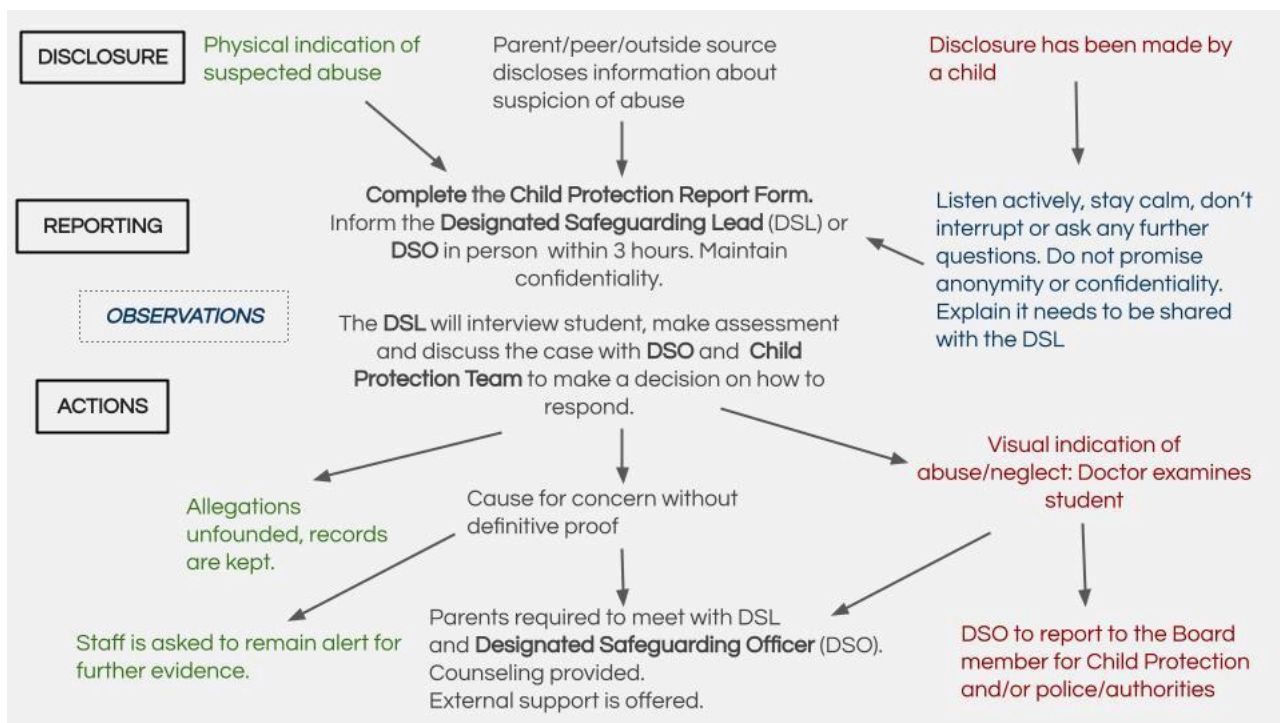 DISCLOSURE
Physical indication of
suspected abuse
Parent/peer/outside source
discloses information about
suspicion of abuse
Disclosure has been made by
a child
REPORTING
Complete the Child Protection Report Form.
Inform the Designated Safeguarding Lead (DSL) or
DSO in person within 3 hours. Maintain
confidentiality.
Listen actively, stay calm, don't
interrupt or ask any further
questions. Do not promise
anonymity or confidentiality.
Explain it needs to be shared
with the DSL
OBSERVATIONS
The DSL will interview student, make assessment
and discuss the case with DSO and Child
Protection Team to make a decision on how to
respond.
ACTIONS
Allegations
unfounded, records
are kept.
Cause for concern without
definitive proof
Visual indication of
abuse/neglect: Doctor examines
student
Staff is asked to remain alert for
further evidence.
Parents required to meet with DSL
and Designated Safeguarding Officer (DSO).
Counseling provided.
External support is offered.
DSO to report to the Board
member for Child Protection
and/or police/authorities